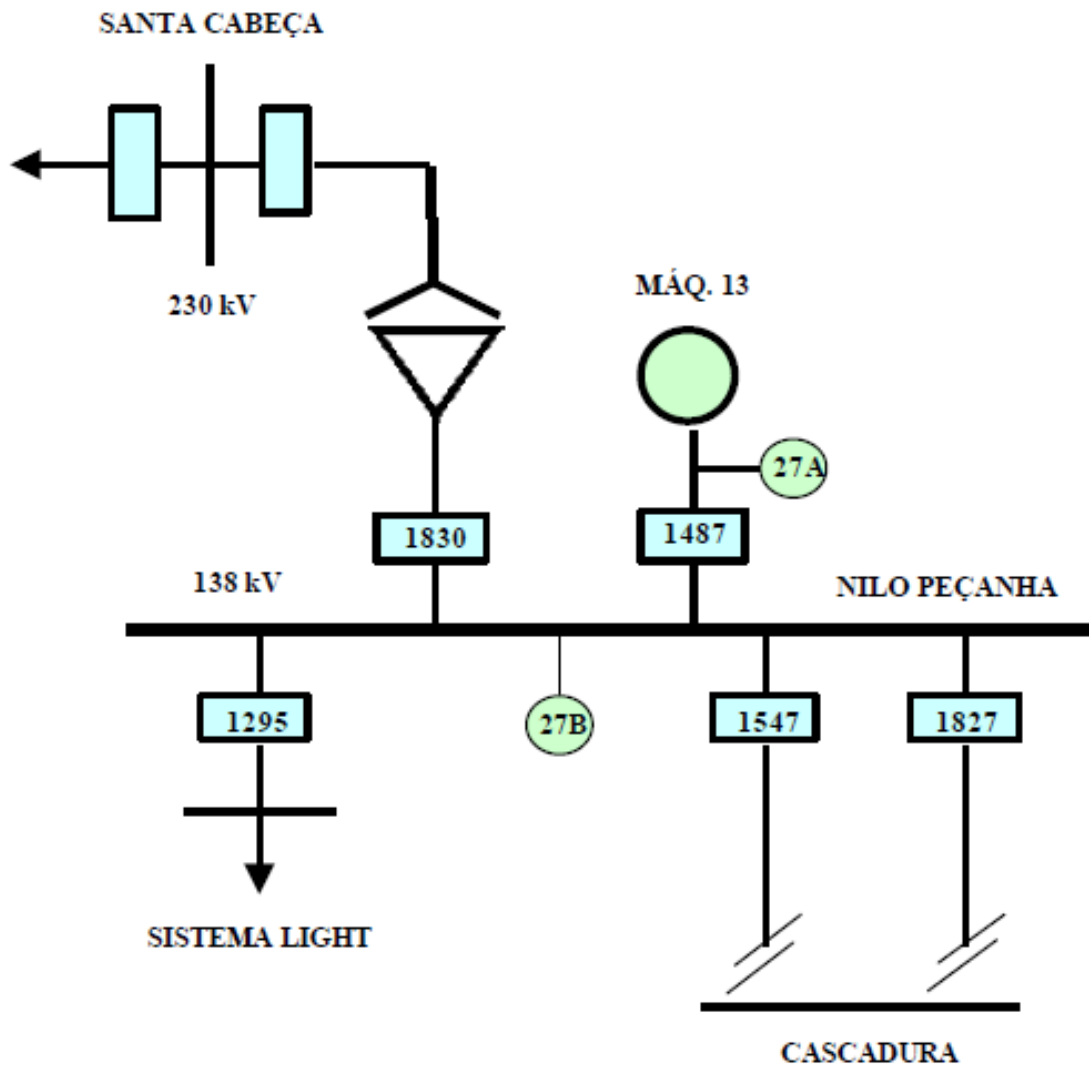 SANTA CABEÇA
230 kV
MÁQ. 13
27A
1830
1487
138 kV
NILO PEÇANHA
1295
27B
1547
1827
SISTEMA LIGHT
CASCADURA